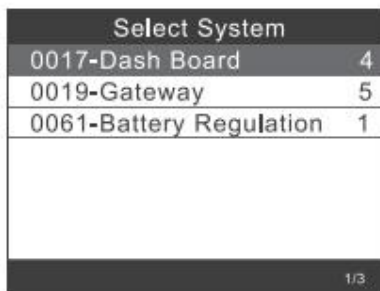 Select System
0017-Dash Board 4
0019-Gateway 5
0061-Battery Regulation 1
1/3